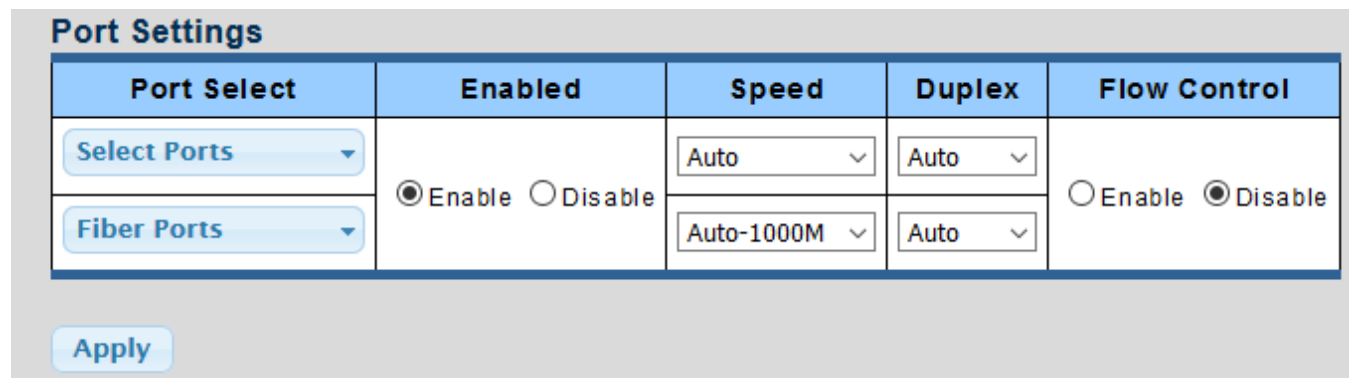 Port Settings
Port Select Enabled Speed Duplex Flow Control
Select Ports Auto Auto
Enable Disable Enable Disable
Fiber Ports Auto-1000M Auto
Apply